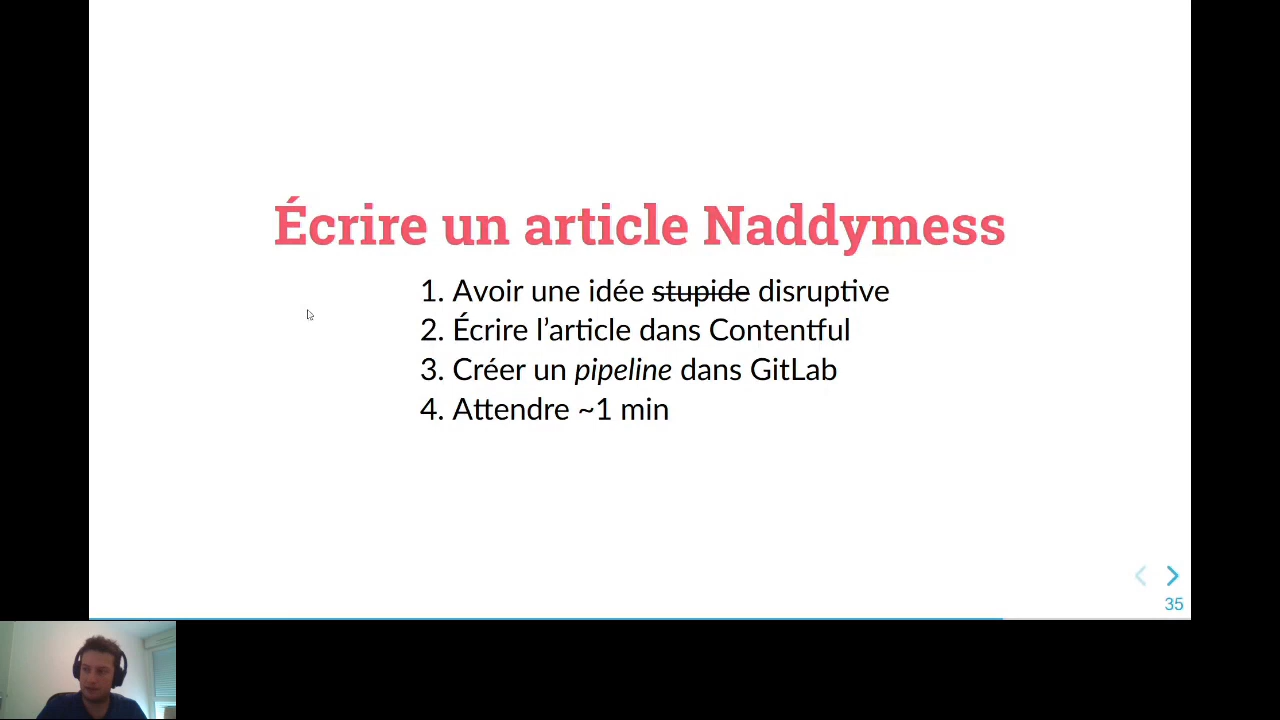 Écrire un article Naddymess
1. Avoir une idée stupide disruptive
2. Écrire l’article dans Contentful
3. Créer un pipeline dans GitLab
4. Attendre ~1 min
35